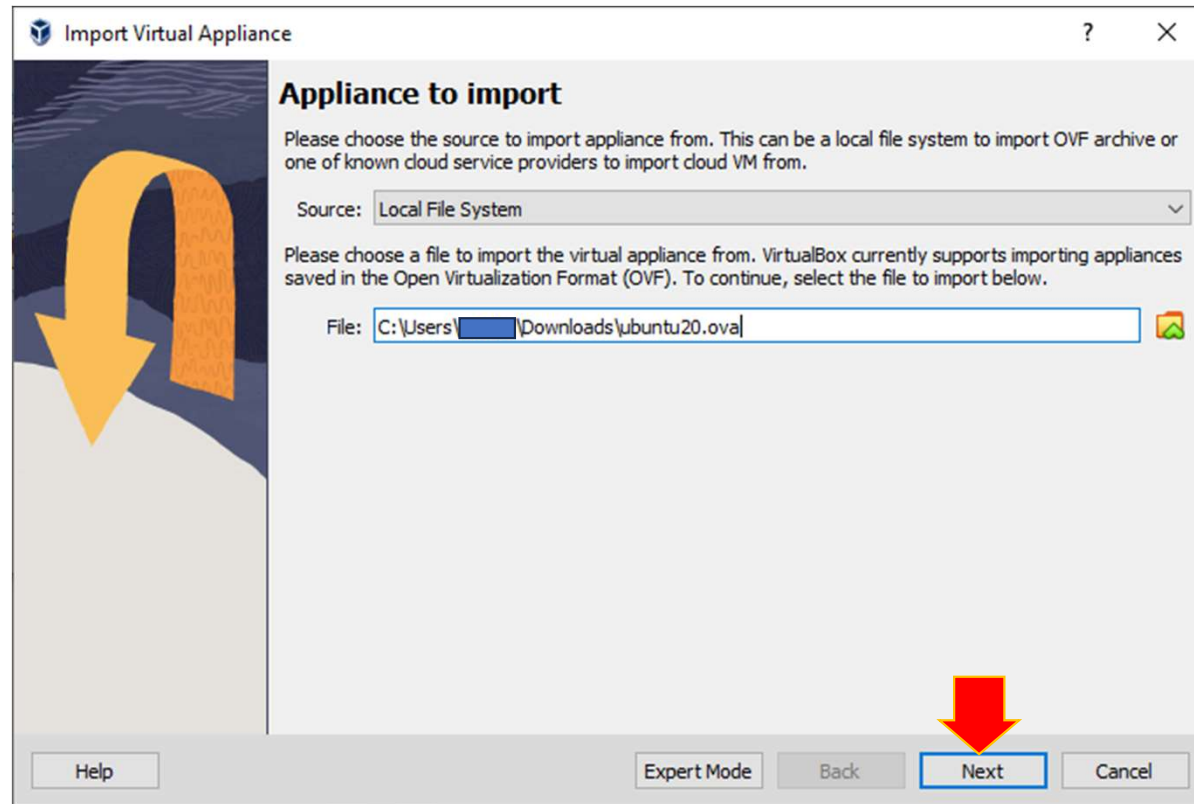 Import Virtual Appliance
?
Appliance to import
Please choose the source to import appliance from. This can be a local file system to import OVF archive or
one of known cloud service providers to import cloud VM from.
Source: Local File System
Please choose a file to import the virtual appliance from. VirtualBox currently supports importing appliances
saved in the Open Virtualization Format (OVF). To continue, select the file to import below.
File: C:\Users\ \Downloads\ubuntu20.ova
Help Expert Mode Back Next Cancel